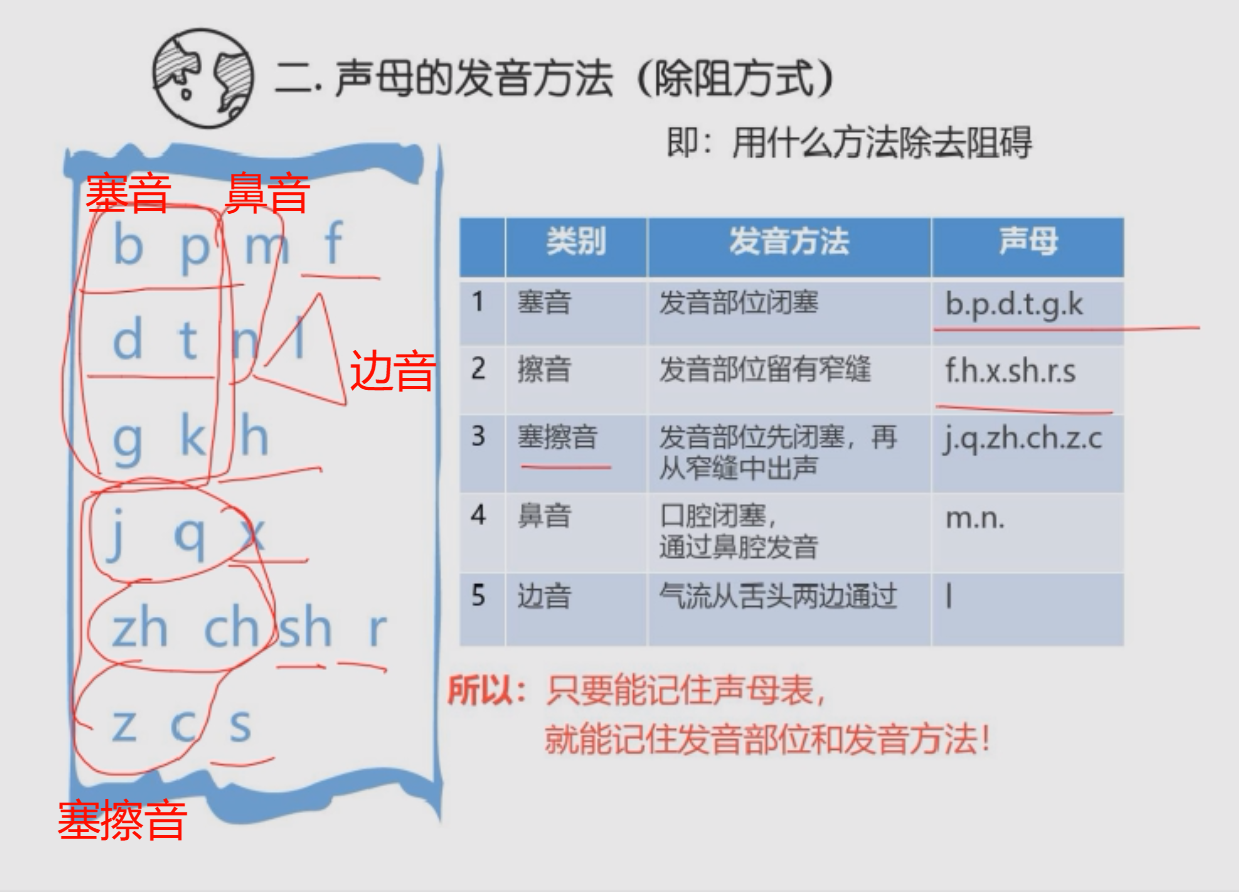 二. 声母的发音方法（除阻方式）
即：用什么方法除去阻碍
塞音 鼻音
b p m f
d t n l
边音
g k h
j q x
zh ch sh r
z c s
塞擦音
类别 发音方法 声母
1 塞音 发音部位闭塞 b.p.d.t.g.k
2 擦音 发音部位留有窄缝 f.h.x.sh.r.s
3 塞擦音 发音部位先闭塞，再
从窄缝中出声 j.q.zh.ch.z.c
4 鼻音 口腔闭塞，
通过鼻腔发音 m.n.
5 边音 气流从舌头两边通过 l
所以：只要能记住声母表，
就能记住发音部位和发音方法！